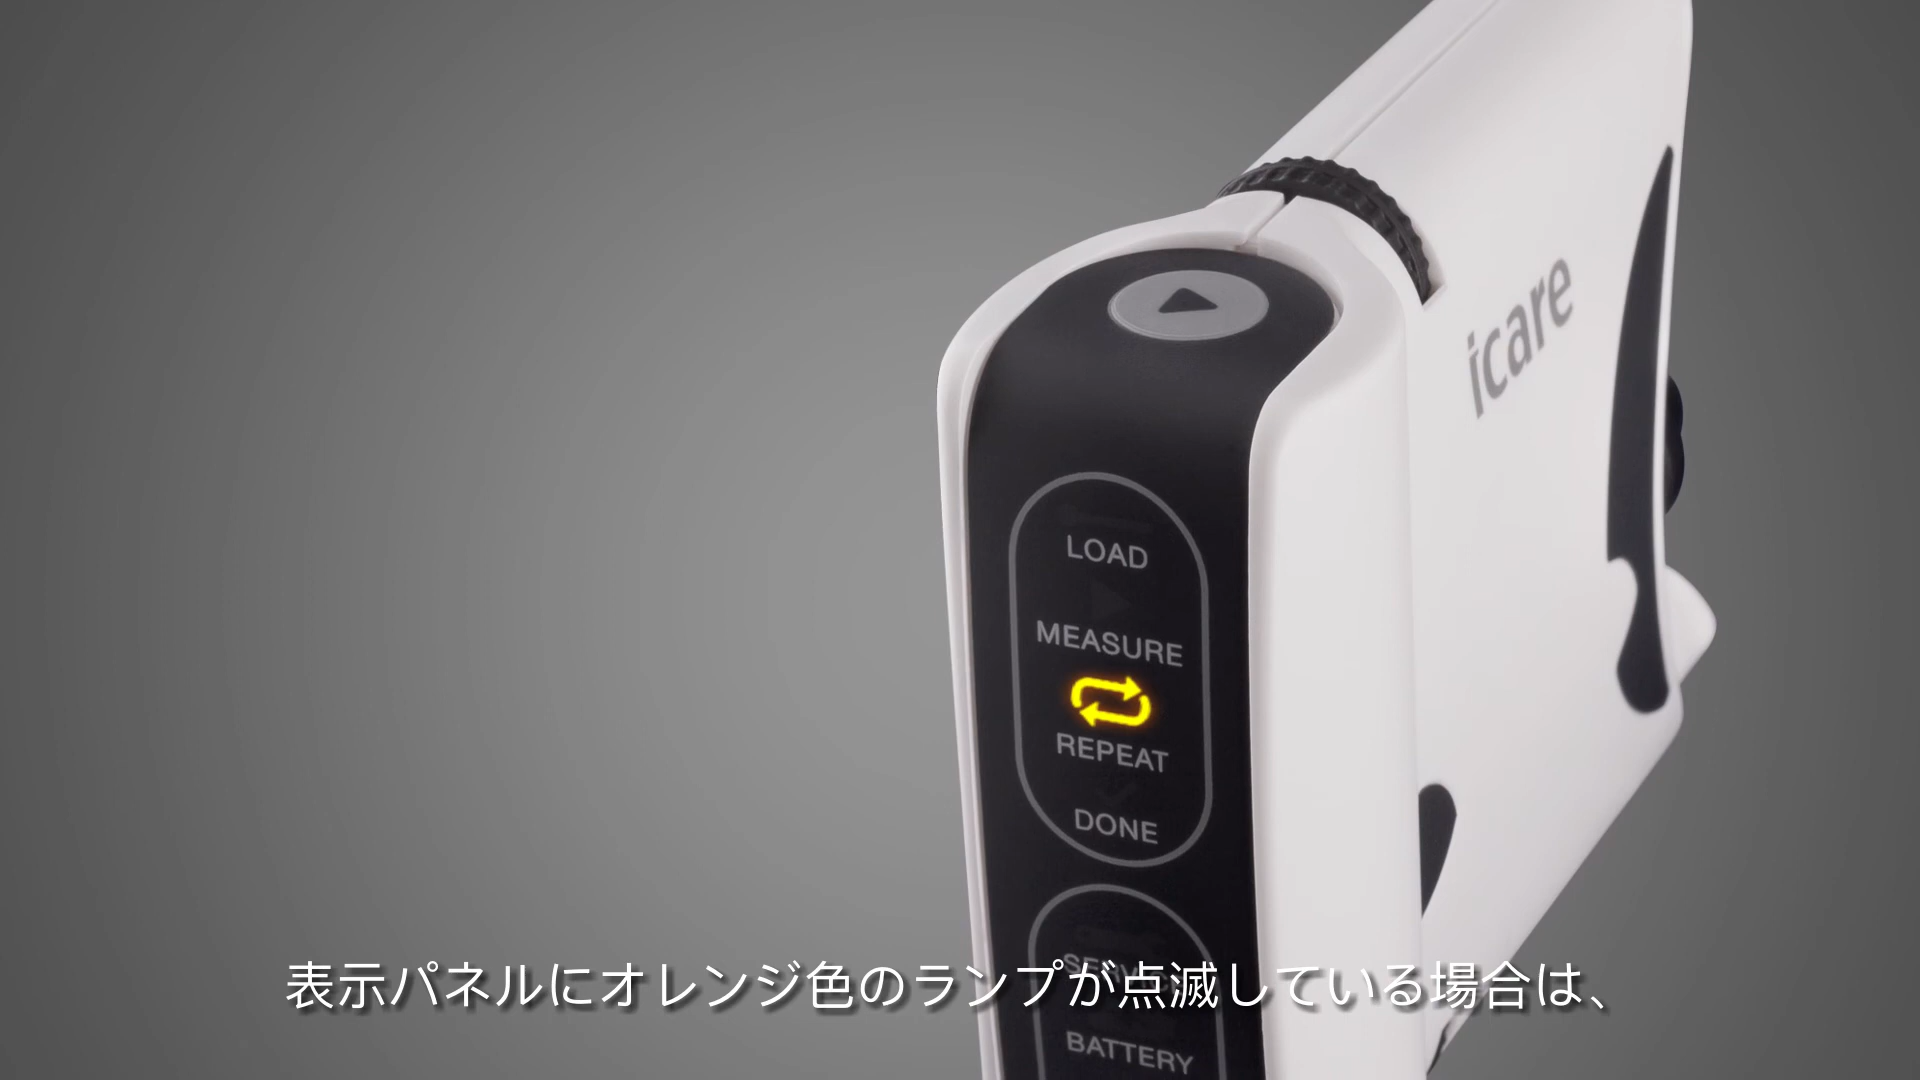 icare
LOAD
MEASURE
REPEAT
DONE
SERVICE
表示パネルにオレンジ色のランプが点滅している場合は、
BATTERY